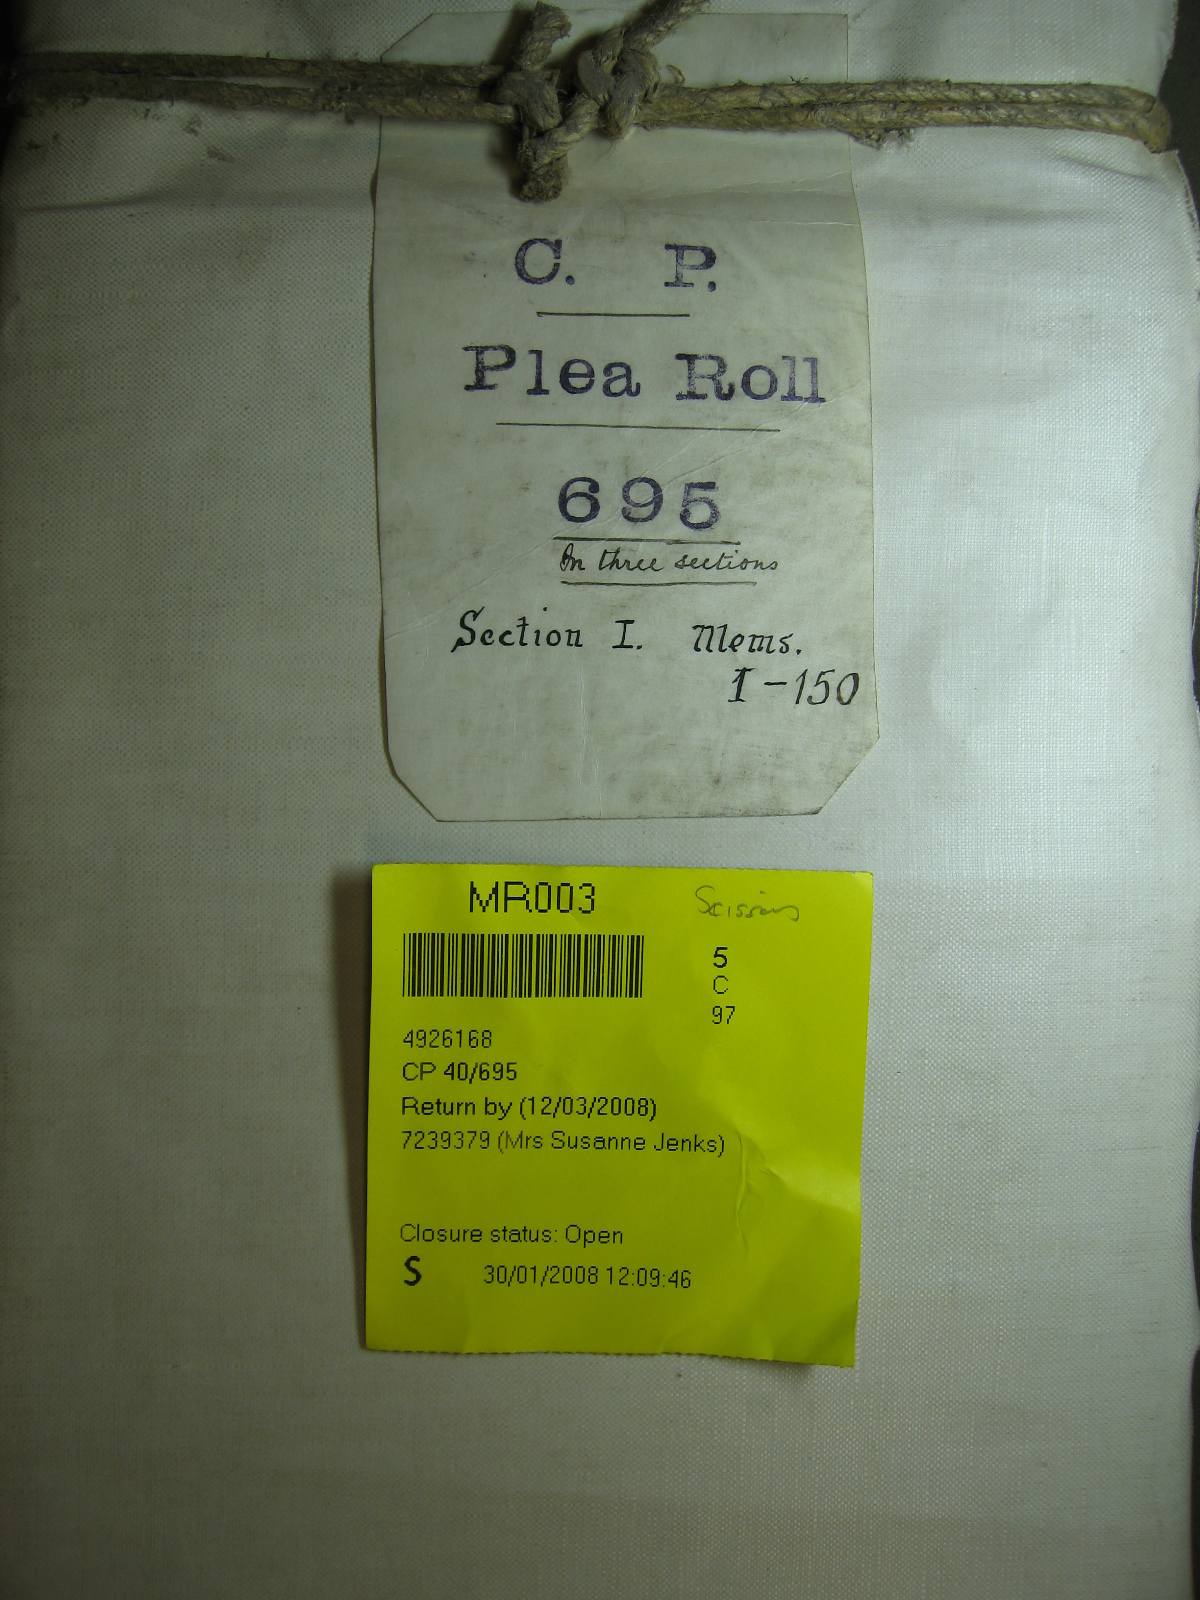 C. P.
Plea Roll
695
In three sections
Section I. Mems.
1-150
MR003
5
C
97
4926168
CP 40/695
Return by (12/03/2008)
7239379 (Mrs Susanne Jenks)
Closure status: Open
S 30/01/2008 12:09:46